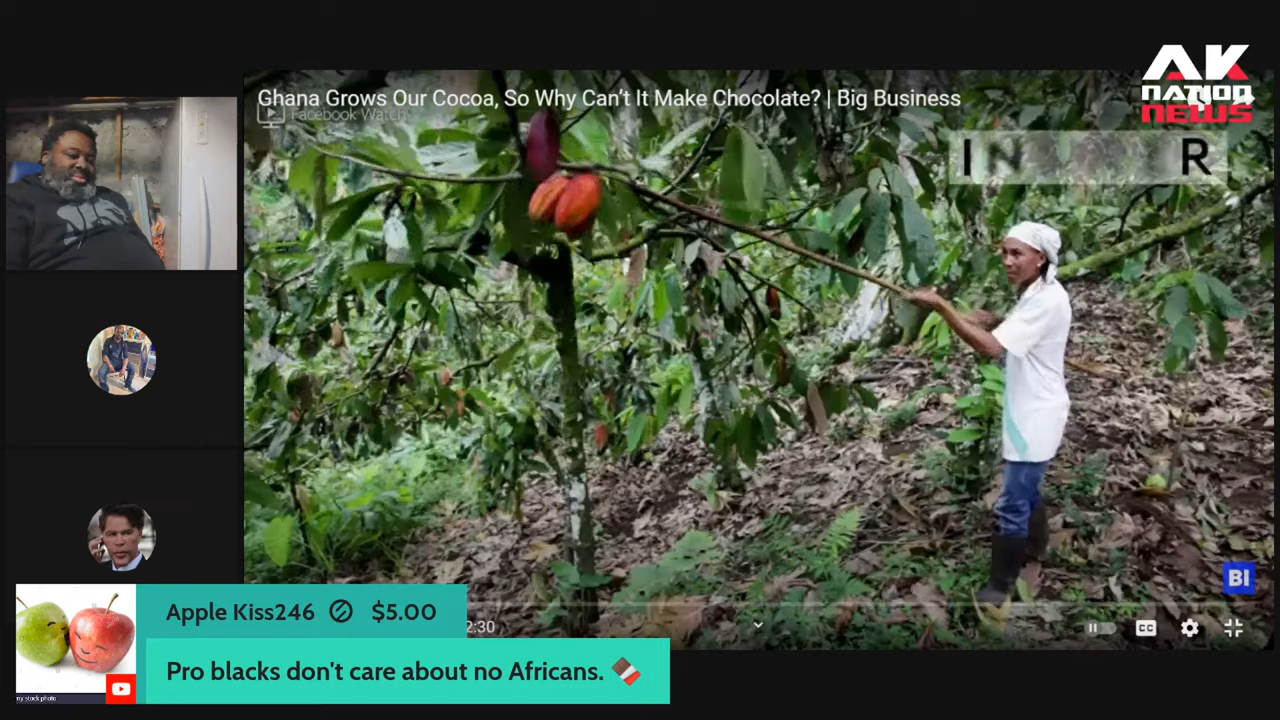 Ghana Grows Our Cocoa, So Why Can't It Make Chocolate? | Big Business
Facebook Watch
AK
NATION
NEWS
BI
2:30
CC
Apple Kiss246 $5.00
Pro blacks don't care about no Africans. 🍫
my stock photo